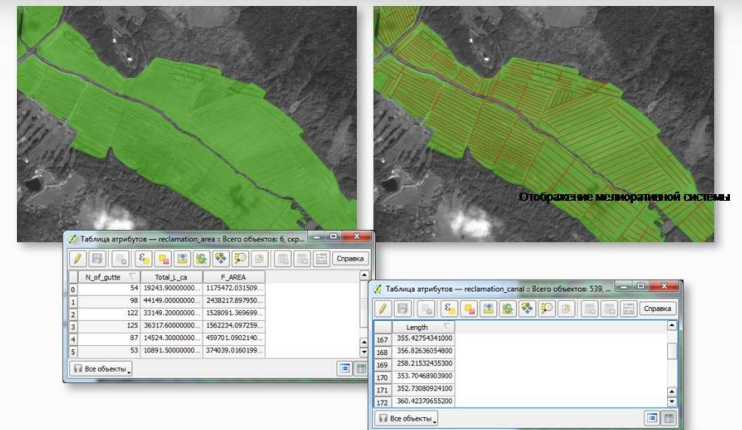 Отображение мелиоративной системы
Таблица атрибутов — reclamation_area :: Всего объектов: 6, скр...
Справка
N_of_gutte Total_L_ca F_AREA
0 54 19243.90000000... 1175472.031509...
1 98 44149.00000000... 2438217.897950...
2 122 33149.20000000... 1528091.369699...
3 125 36317.60000000... 1562234.097259...
4 87 14524.30000000... 459701.0902140...
5 53 10891.50000000... 374039.0160199...
Все объекты
Таблица атрибутов — reclamation_canal :: Всего объектов: 539, ...
Справка
Length
167 355.42754341000
168 356.82636054800
169 258.21532435300
170 353.70468903900
171 352.73080924100
172 360.42370655200
Все объекты